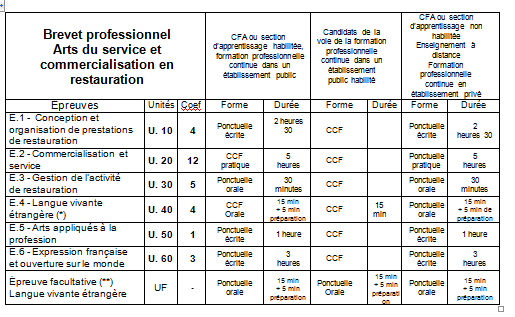 Brevet professionnel
Arts du service et
commercialisation en
restauration
CFA ou section
d'apprentissage habilitée,
formation professionnelle
continue dans un
établissement public
Candidats de la
voie de la formation
professionnelle
continue dans un
établissement
public habilité
CFA ou section
d'apprentissage non
habilitée
Enseignement à
distance
Formation
professionnelle
continue en
établissement privé
Epreuves Unités Coef Forme Durée Forme Durée Forme Durée
E.1 - Conception et
organisation de prestations
de restauration
U. 10 4
Ponctuelle
écrite
2 heures
30
CCF
Ponctuelle
écrite
2
heures 30
E.2 - Commercialisation et
service
U. 20 12
CCF
pratique
5
heures
CCF
Ponctuelle
pratique
5
heures
E.3 - Gestion de l'activité
de restauration
U. 30 5
Ponctuelle
orale
30
minutes
CCF
Ponctuelle
orale
30
minutes
E.4 - Langue vivante
étrangère (*)
U. 40 4
CCF
Orale
15 min
+ 5 min
préparation
CCF
15
min
Ponctuelle
orale
15 min
+ 5 min de
préparation
E.5 - Arts appliqués à la
profession
U. 50 1
Ponctuelle
écrite
1 heure
CCF
Ponctuelle
écrite
1 heure
E.6 - Expression française
et ouverture sur le monde
U. 60 3
Ponctuelle
écrite
3
heures
CCF
Ponctuelle
écrite
3
heures
Épreuve facultative (**)
Langue vivante étrangère
UF -
Ponctuelle
orale
15 min
+ 5 min
préparation
Ponctuelle
Orale
15 min
+ 5 min
préparati
on
Ponctuelle
orale
15 min
+ 5 min
préparation